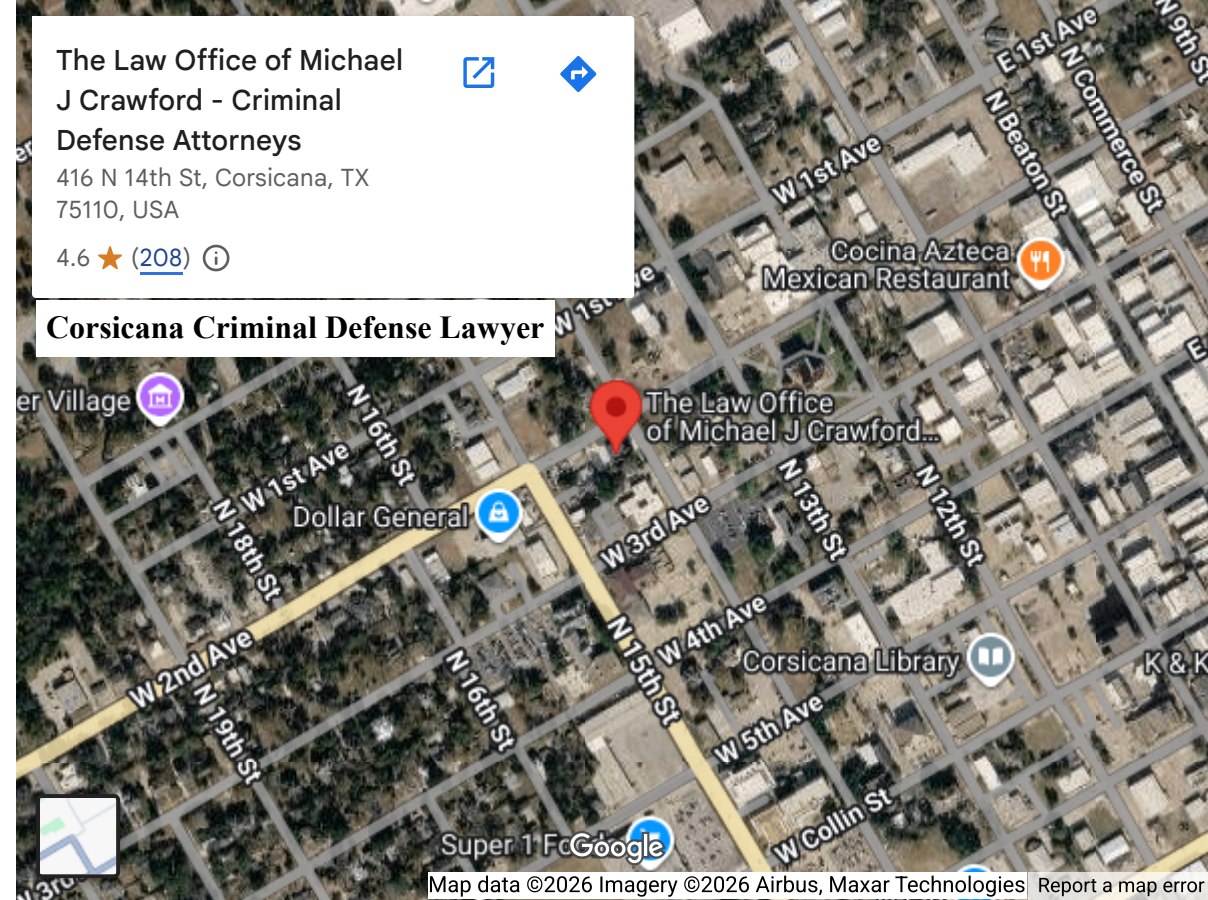 The Law Office of Michael
J Crawford - Criminal
Defense Attorneys
416 N 14th St, Corsicana, TX
75110, USA
4.6 (208)
Corsicana Criminal Defense Lawyer
E 1st Ave
N 9th St
N Commerce St
N Beaton St
W 1st Ave
Cocina Azteca
Mexican Restaurant
W 1st Ave
er Village
N 16th St
The Law Office
of Michael J Crawford...
W 1st Ave
N 18th St
Dollar General
W 3rd Ave
N 13th St
N 12th St
W 2nd Ave
N 19th St
N 16th St
N 15th St
W 4th Ave
Corsicana Library
K & K
W 5th Ave
W Collin St
Super 1 Fo
Google
Map data ©2026 Imagery ©2026 Airbus, Maxar Technologies
Report a map error